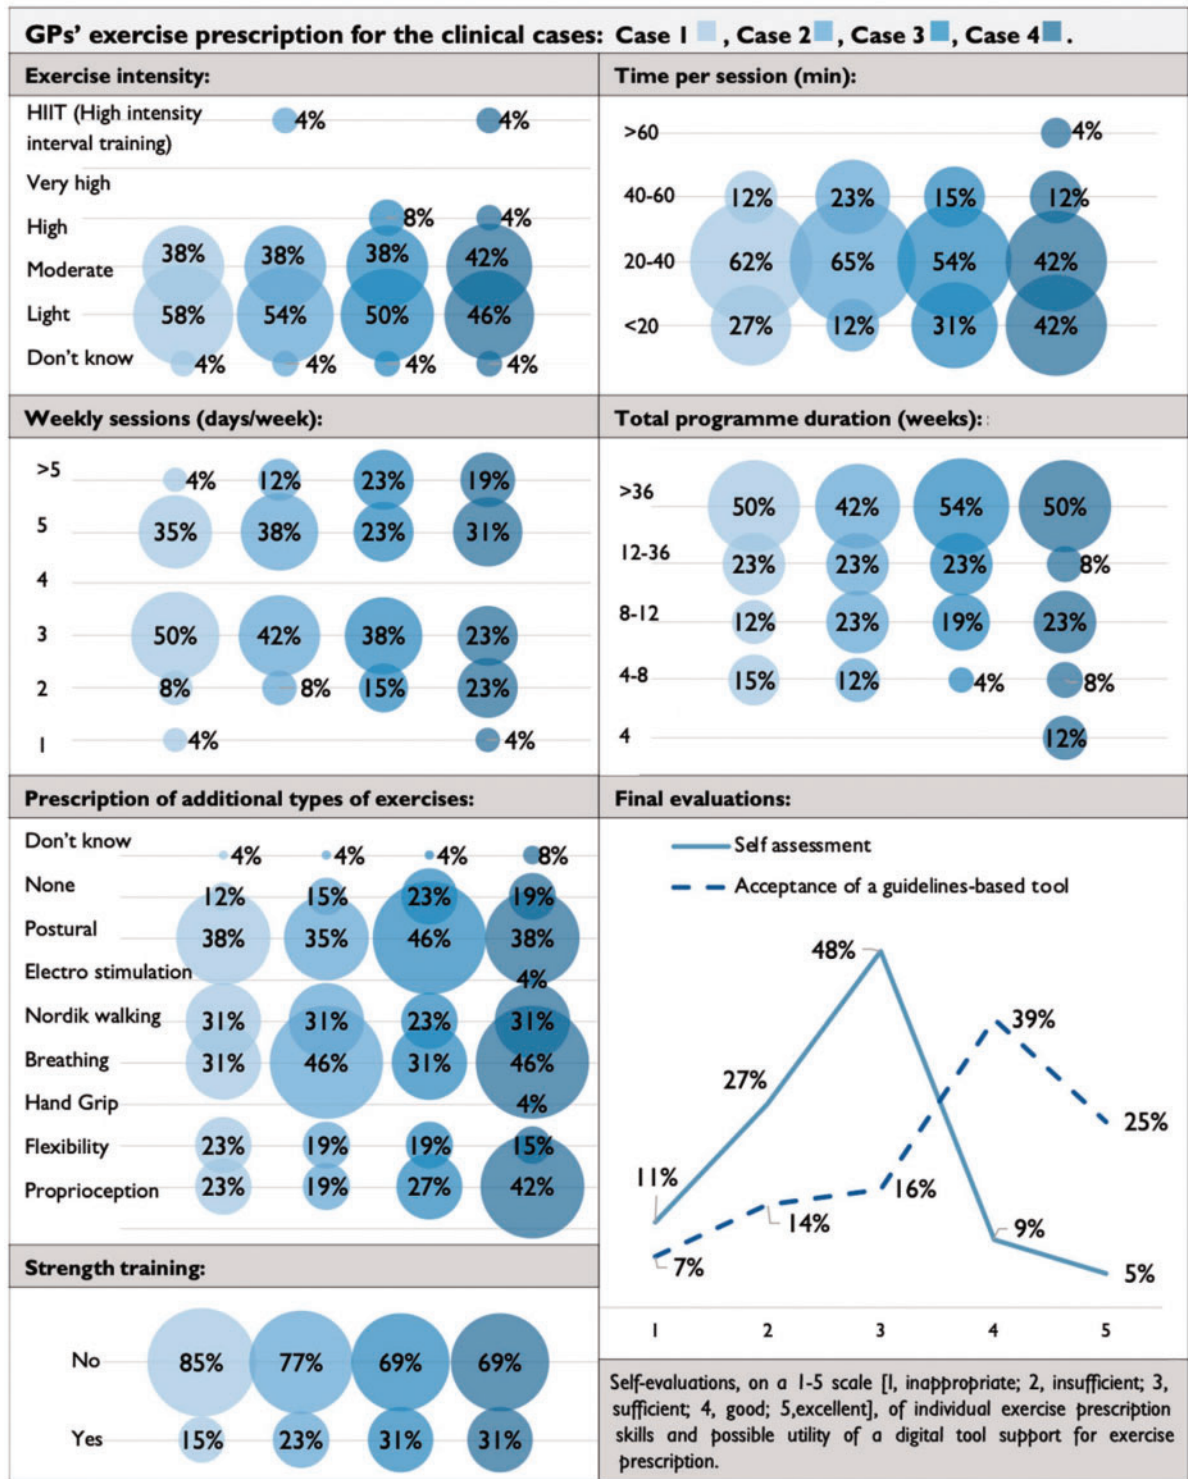 GPs' exercise prescription for the clinical cases: Case 1 , Case 2 , Case 3 , Case 4 .
Exercise intensity:
HIIT (High intensity
interval training)
4% 4%
Very high
High
8% 4%
Moderate
38% 38% 38% 42%
Light
58% 54% 50% 46%
Don't know
4% 4% 4% 4%
Time per session (min):
>60
4%
40-60
12% 23% 15% 12%
20-40
62% 65% 54% 42%
<20
27% 12% 31% 42%
Weekly sessions (days/week):
>5
4% 12% 23% 19%
5
35% 38% 23% 31%
4
3
50% 42% 38% 23%
2
8% 8% 15% 23%
1
4% 4%
Total programme duration (weeks): :
>36
50% 42% 54% 50%
12-36
23% 23% 23% 8%
8-12
12% 23% 19% 23%
4-8
15% 12% 4% 8%
4
12%
Prescription of additional types of exercises:
Don't know
4% 4% 4% 8%
None
12% 15% 23% 19%
Postural
38% 35% 46% 38%
Electro stimulation
4%
Nordik walking
31% 31% 23% 31%
Breathing
31% 46% 31% 46%
Hand Grip
4%
Flexibility
23% 19% 19% 15%
Proprioception
23% 19% 27% 42%
Strength training:
No
85% 77% 69% 69%
Yes
15% 23% 31% 31%
Final evaluations:
Self assessment
Acceptance of a guidelines-based tool
48%
39%
27%
25%
11%
16%
14%
9%
7%
5%
1 2 3 4 5
Self-evaluations, on a 1-5 scale [1, inappropriate; 2, insufficient; 3,
sufficient; 4, good; 5,excellent], of individual exercise prescription
skills and possible utility of a digital tool support for exercise
prescription.